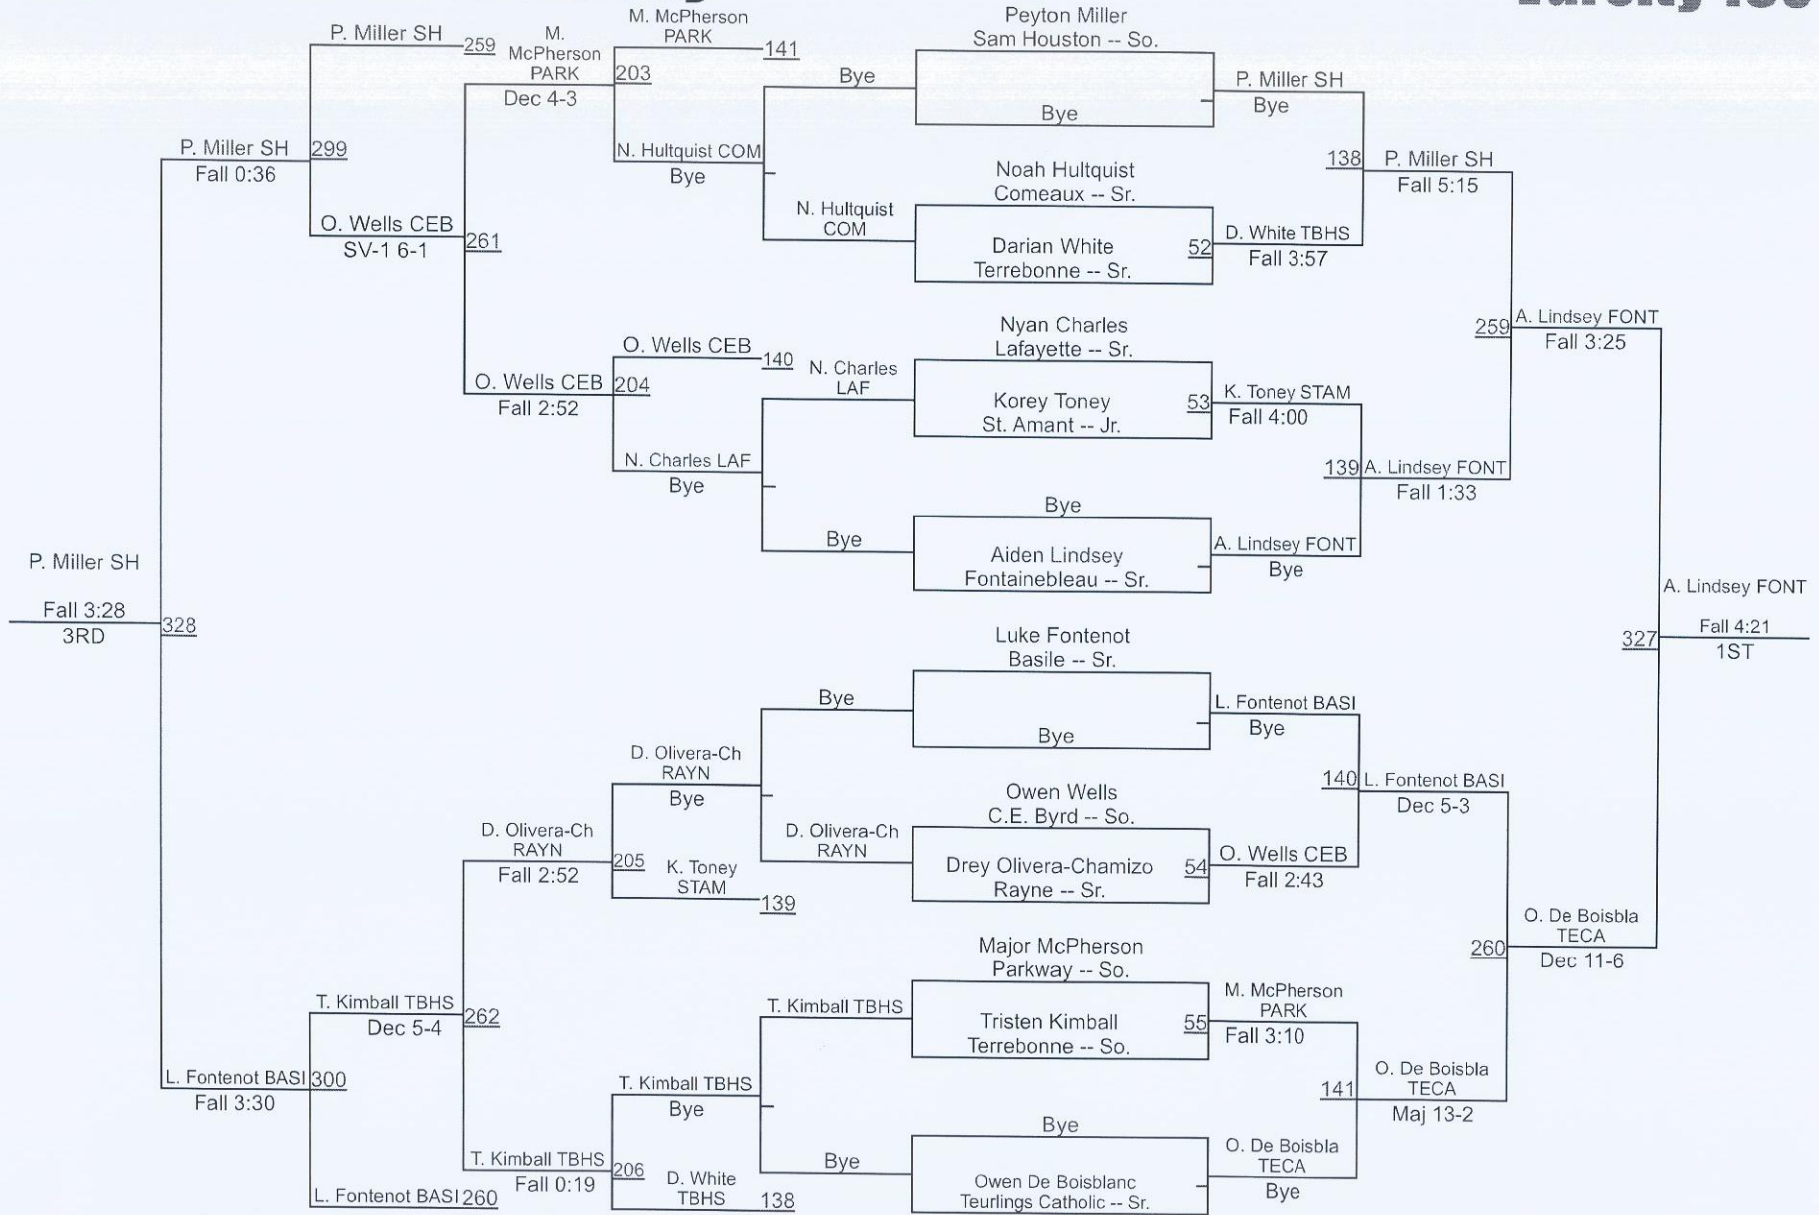 P. Miller SH
259
M.
McPherson
PARK
Dec 4-3
M. McPherson
PARK
141
203
N. Hultquist COM
Bye
P. Miller SH
Fall 0:36
299
O. Wells CEB
SV-1 6-1
261
O. Wells CEB
Fall 2:52
O. Wells CEB
140
204
N. Charles LAF
Bye
Bye
N. Hultquist
COM
N. Charles
LAF
Bye
Peyton Miller
Sam Houston -- So.
Bye
Noah Hultquist
Comeaux -- Sr.
Darian White
Terrebonne -- Sr.
52
Nyan Charles
Lafayette -- Sr.
Korey Toney
St. Amant -- Jr.
53
Bye
Aiden Lindsey
Fontainebleau -- Sr.
P. Miller SH
Bye
138
D. White TBHS
Fall 3:57
P. Miller SH
Fall 5:15
K. Toney STAM
Fall 4:00
139
A. Lindsey FONT
Fall 1:33
A. Lindsey FONT
Bye
259
A. Lindsey FONT
Fall 3:25
P. Miller SH
Fall 3:28
3RD
328
A. Lindsey FONT
Fall 4:21
1ST
327
Bye
D. Olivera-Ch
RAYN
Bye
D. Olivera-Ch
RAYN
D. Olivera-Ch
RAYN
Fall 2:52
205
K. Toney
STAM
139
T. Kimball TBHS
Dec 5-4
262
L. Fontenot BASI
Fall 3:30
300
T. Kimball TBHS
T. Kimball TBHS
Bye
Bye
T. Kimball TBHS
Fall 0:19
206
D. White
TBHS
138
L. Fontenot BASI
260
Luke Fontenot
Basile -- Sr.
Bye
Owen Wells
C.E. Byrd -- So.
Drey Olivera-Chamizo
Rayne -- Sr.
54
Major McPherson
Parkway -- So.
Tristen Kimball
Terrebonne -- So.
55
Bye
Owen De Boisblanc
Teurlings Catholic -- Sr.
L. Fontenot BASI
Bye
140
L. Fontenot BASI
Dec 5-3
O. Wells CEB
Fall 2:43
M. McPherson
PARK
Fall 3:10
141
O. De Boisbla
TECA
Maj 13-2
O. De Boisbla
TECA
Bye
260
O. De Boisbla
TECA
Dec 11-6